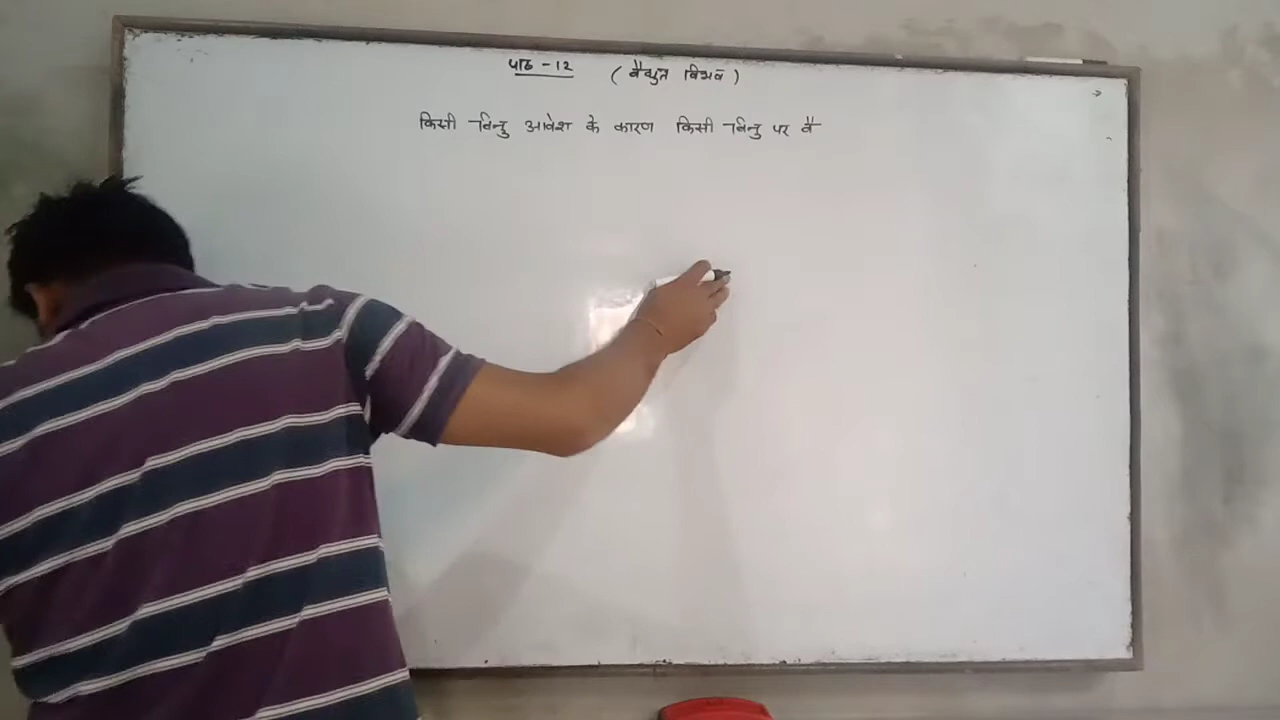 पाठ -12 (वैद्युत विभव)
किसी बिन्दु आवेश के कारण किसी बिन्दु पर वै